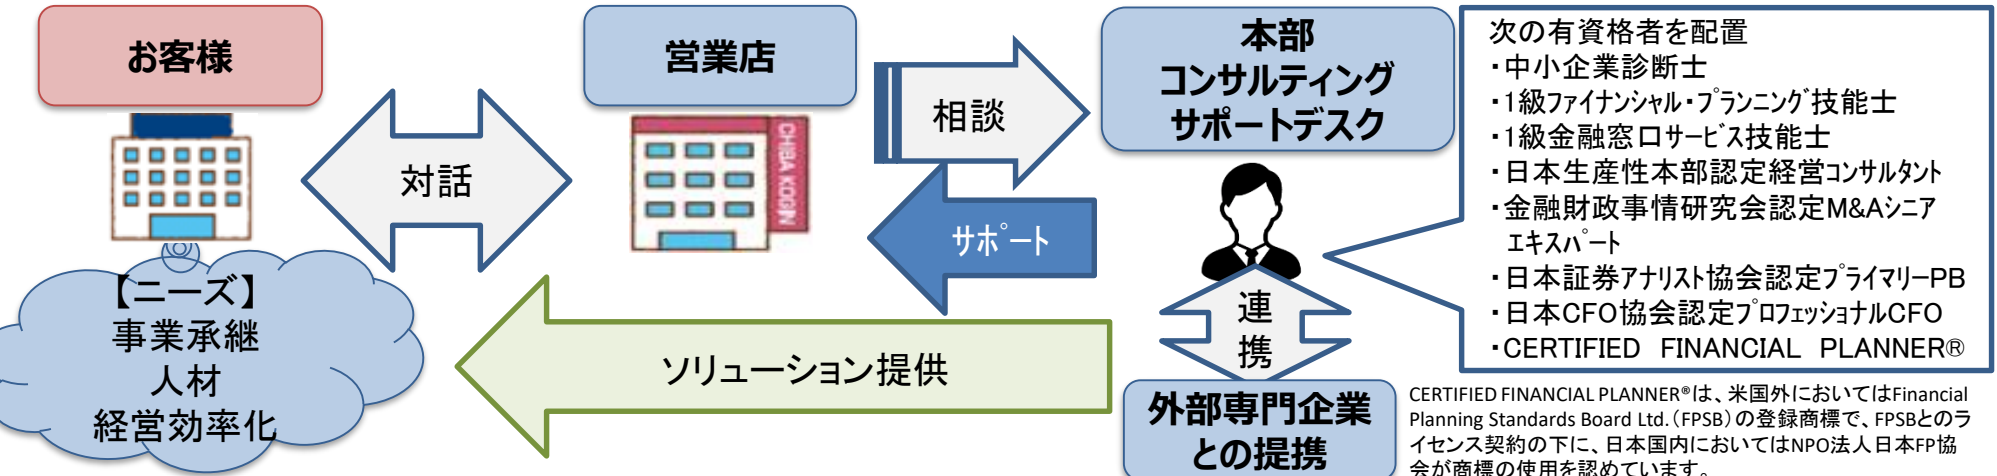 お客様
営業店
本部
コンサルティング
サポートデスク
次の有資格者を配置
・中小企業診断士
・1級ファイナンシャル・プランニング技能士
・1級金融窓口サービス技能士
・日本生産性本部認定経営コンサルタント
・金融財政事情研究会認定M&Aシニア
エキスパート
・日本証券アナリスト協会認定プライマリーPB
・日本CFO協会認定プロフェッショナルCFO
・CERTIFIED FINANCIAL PLANNER®
対話
CHIBA KOGIN
相談
サポート
【ニーズ】
事業承継
人材
経営効率化
ソリューション提供
連
携
外部専門企業
との提携
CERTIFIED FINANCIAL PLANNER®は、米国外においてはFinancial
Planning Standards Board Ltd.（FPSB）の登録商標で、FPSBとのラ
イセンス契約の下に、日本国内においてはNPO法人日本FP協
会が商標の使用を認めています。